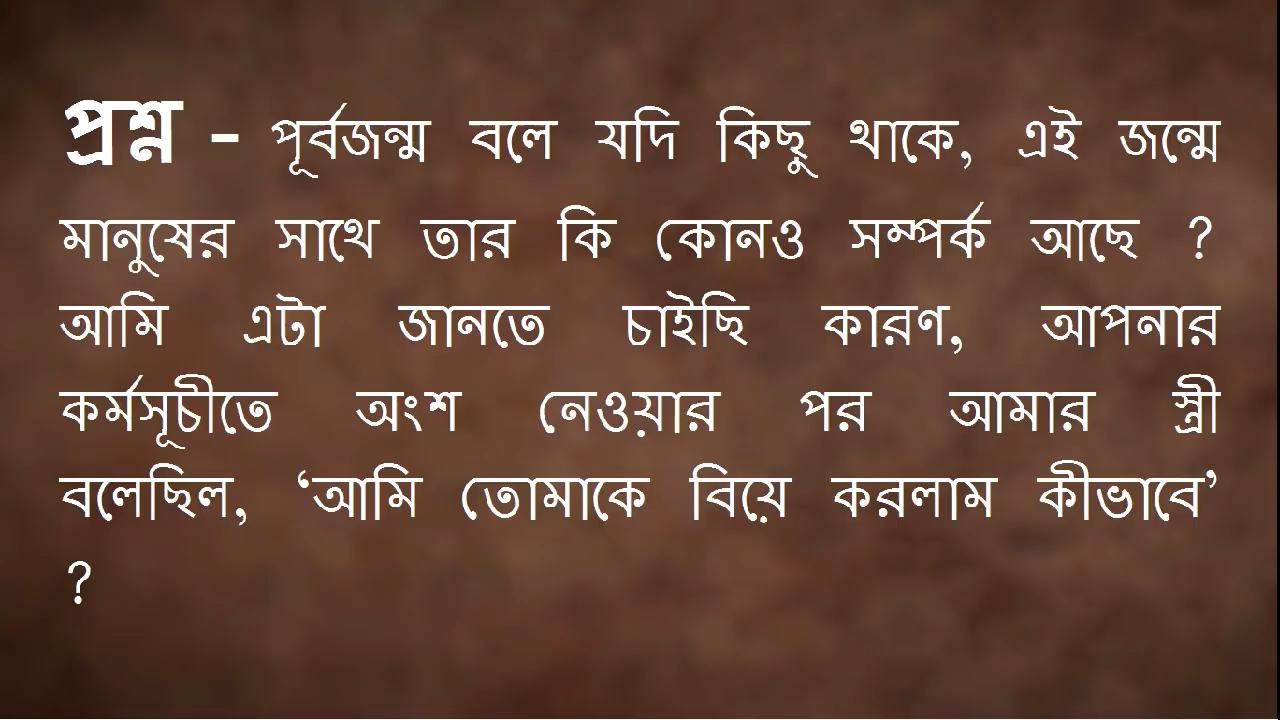 প্রশ্ন - পূর্বজন্ম বলে যদি কিছু থাকে, এই জন্মে
মানুষের সাথে তার কি কোনও সম্পর্ক আছে ?
আমি এটা জানতে চাইছি কারণ, আপনার
কর্মসূচীতে অংশ নেওয়ার পর আমার স্ত্রী
বলেছিল, ‘আমি তোমাকে বিয়ে করলাম কীভাবে’
?